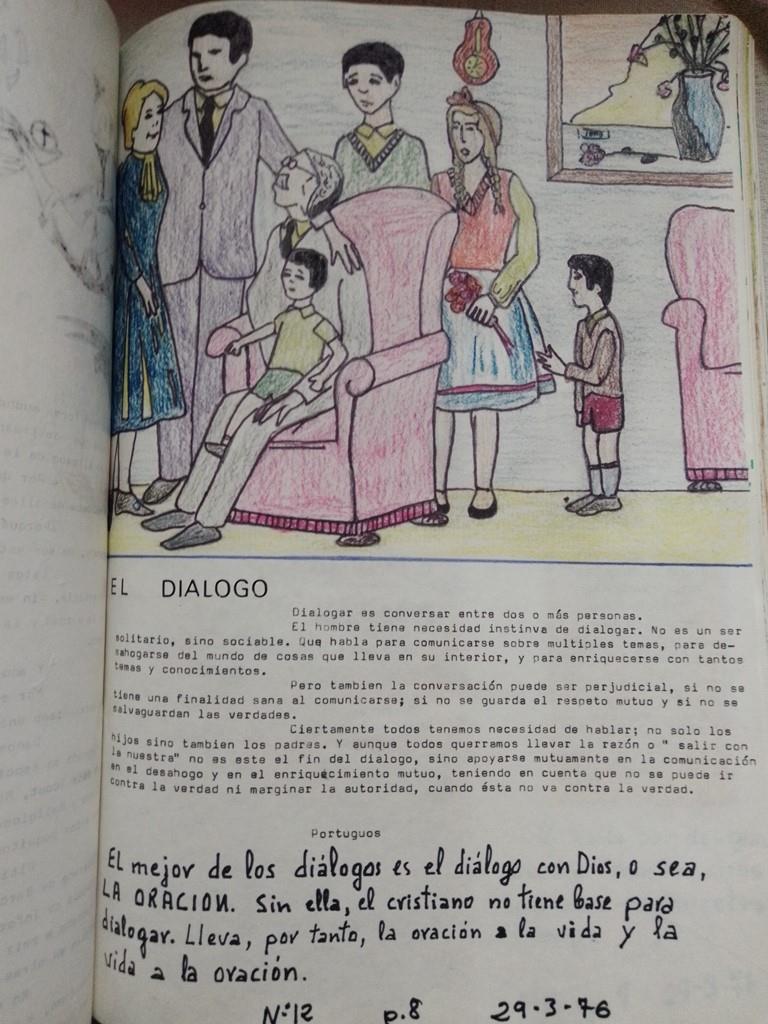 EL DIALOGO
Dialogar es conversar entre dos o más personas.
El hombre tiene necesidad instinva de dialogar. No es un ser
solitario, sino sociable. Que habla para comunicarse sobre multiples temas, para de-
sahogarse del mundo de cosas que lleva en su interior, y para enriquecerse con tantos
temas y conocimientos.
Pero tambien la conversación puede ser perjudicial, si no se
tiene una finalidad sana al comunicarse; si no se guarda el respeto mutuo y si no se
salvaguardan las verdades.
Ciertamente todos tenemos necesidad de hablar; no solo los
hijos sino tambien los padres. Y aunque todos querramos llevar la razón o " salir con
la nuestra" no es este el fin del dialogo, sino apoyarse mutuamente en la comunicación
en el desahogo y en el enriquecimiento mutuo, teniendo en cuenta que no se puede ir
contra la verdad ni marginar la autoridad, cuando ésta no va contra la verdad.
Portuguos
EL mejor de los diálogos es el diálogo con Dios, o sea,
LA ORACION. Sin ella, el cristiano no tiene base para
dialogar. Lleva, por tanto, la oración a la vida y la
vida a la oración.
Nº12 p.8 29-3-76